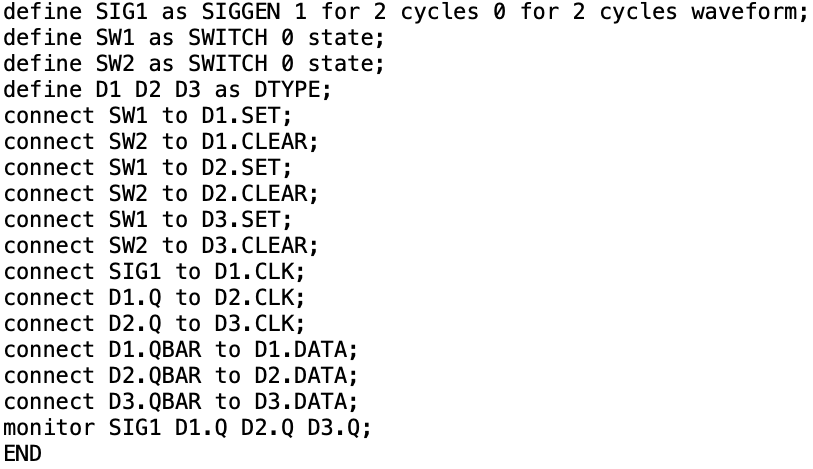 define SIG1 as SIGGEN 1 for 2 cycles 0 for 2 cycles waveform;
define SW1 as SWITCH 0 state;
define SW2 as SWITCH 0 state;
define D1 D2 D3 as DTYPE;
connect SW1 to D1.SET;
connect SW2 to D1.CLEAR;
connect SW1 to D2.SET;
connect SW2 to D2.CLEAR;
connect SW1 to D3.SET;
connect SW2 to D3.CLEAR;
connect SIG1 to D1.CLK;
connect D1.Q to D2.CLK;
connect D2.Q to D3.CLK;
connect D1.QBAR to D1.DATA;
connect D2.QBAR to D2.DATA;
connect D3.QBAR to D3.DATA;
monitor SIG1 D1.Q D2.Q D3.Q;
END